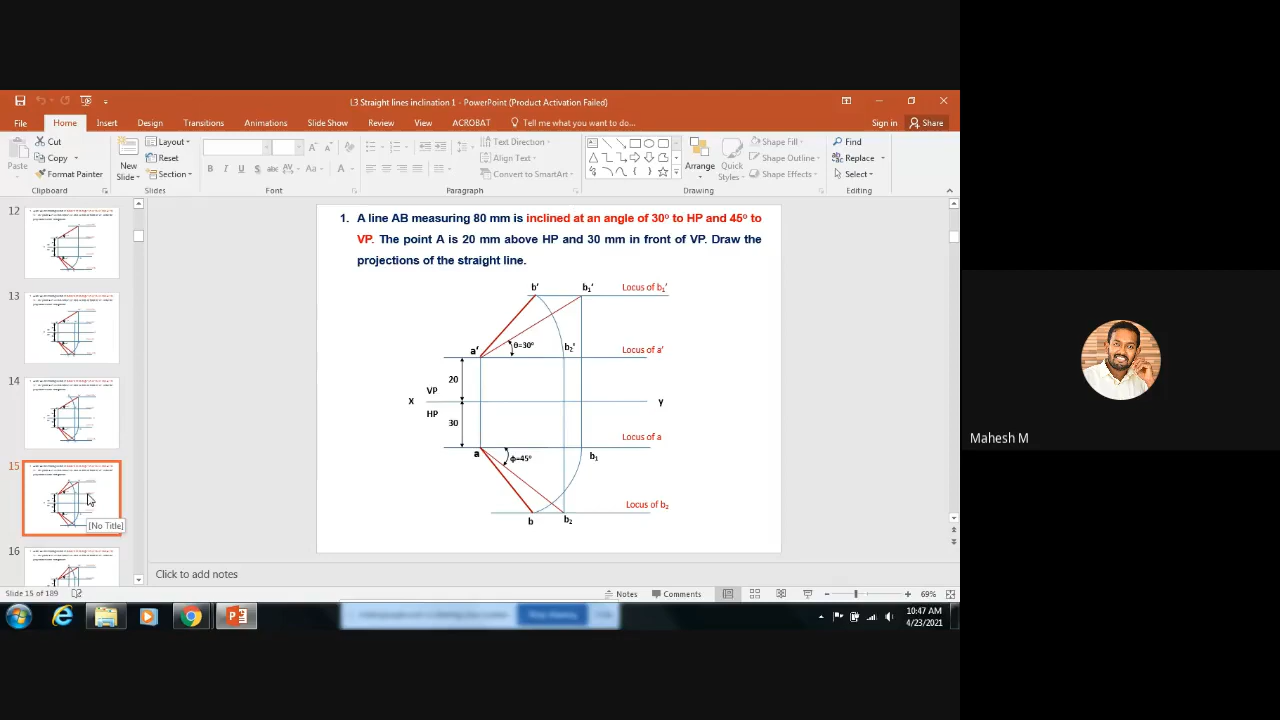 L3 Straight lines inclination 1 - PowerPoint (Product Activation Failed)
File Home Insert Design Transitions Animations Slide Show Review View ACROBAT Tell me what you want to do... Sign in Share
Cut
Copy
Format Painter
Paste
Clipboard
New
Slide
Layout
Reset
Section
Slides
B I U S abc AV Aa A
Font
Text Direction
Align Text
Convert to SmartArt
Paragraph
Arrange
Quick
Styles
Shape Fill
Shape Outline
Shape Effects
Drawing
Find
Replace
Select
Editing
12
13
14
15
[No Title]
16
1. A line AB measuring 80 mm is inclined at an angle of 30º to HP and 45º to
VP. The point A is 20 mm above HP and 30 mm in front of VP. Draw the
projections of the straight line.
b' b₁' Locus of b₁'
a' θ=30º b₂' Locus of a'
20
VP
X y
HP
30
Locus of a
a ϕ=45º b₁
Locus of b₂
b b₂
Click to add notes
Slide 15 of 189
Notes Comments 69%
10:47 AM
4/23/2021
Mahesh M